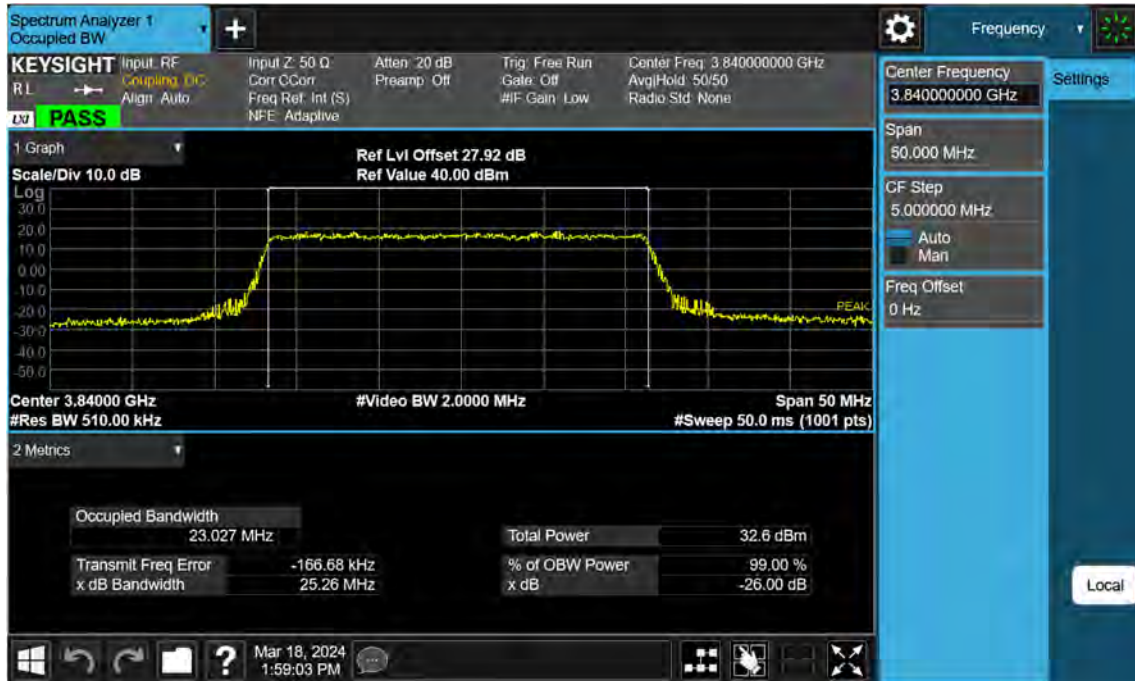 Spectrum Analyzer 1
Occupied BW
+
Frequency
KEYSIGHT
R L
LXI PASS
Input: RF
Coupling: DC
Align: Auto
Input Z: 50 Ω
Corr CCorr
Freq Ref: Int (S)
NFE: Adaptive
Atten: 20 dB
Preamp: Off
Trig: Free Run
Gate: Off
#IF Gain: Low
Center Freq: 3.840000000 GHz
Avg|Hold: 50/50
Radio Std: None
Center Frequency
3.840000000 GHz
Settings
Span
50.000 MHz
CF Step
5.000000 MHz
Auto
Man
Freq Offset
0 Hz
1 Graph
Scale/Div 10.0 dB
Ref Lvl Offset 27.92 dB
Ref Value 40.00 dBm
Log
30.0
20.0
10.0
0.00
-10.0
-20.0
-30.0
-40.0
-50.0
PEAK
Center 3.84000 GHz
#Video BW 2.0000 MHz
Span 50 MHz
#Res BW 510.00 kHz
#Sweep 50.0 ms (1001 pts)
2 Metrics
Occupied Bandwidth
23.027 MHz
Total Power 32.6 dBm
Transmit Freq Error -166.68 kHz
% of OBW Power 99.00 %
x dB Bandwidth 25.26 MHz
x dB -26.00 dB
Local
?
Mar 18, 2024
1:59:03 PM